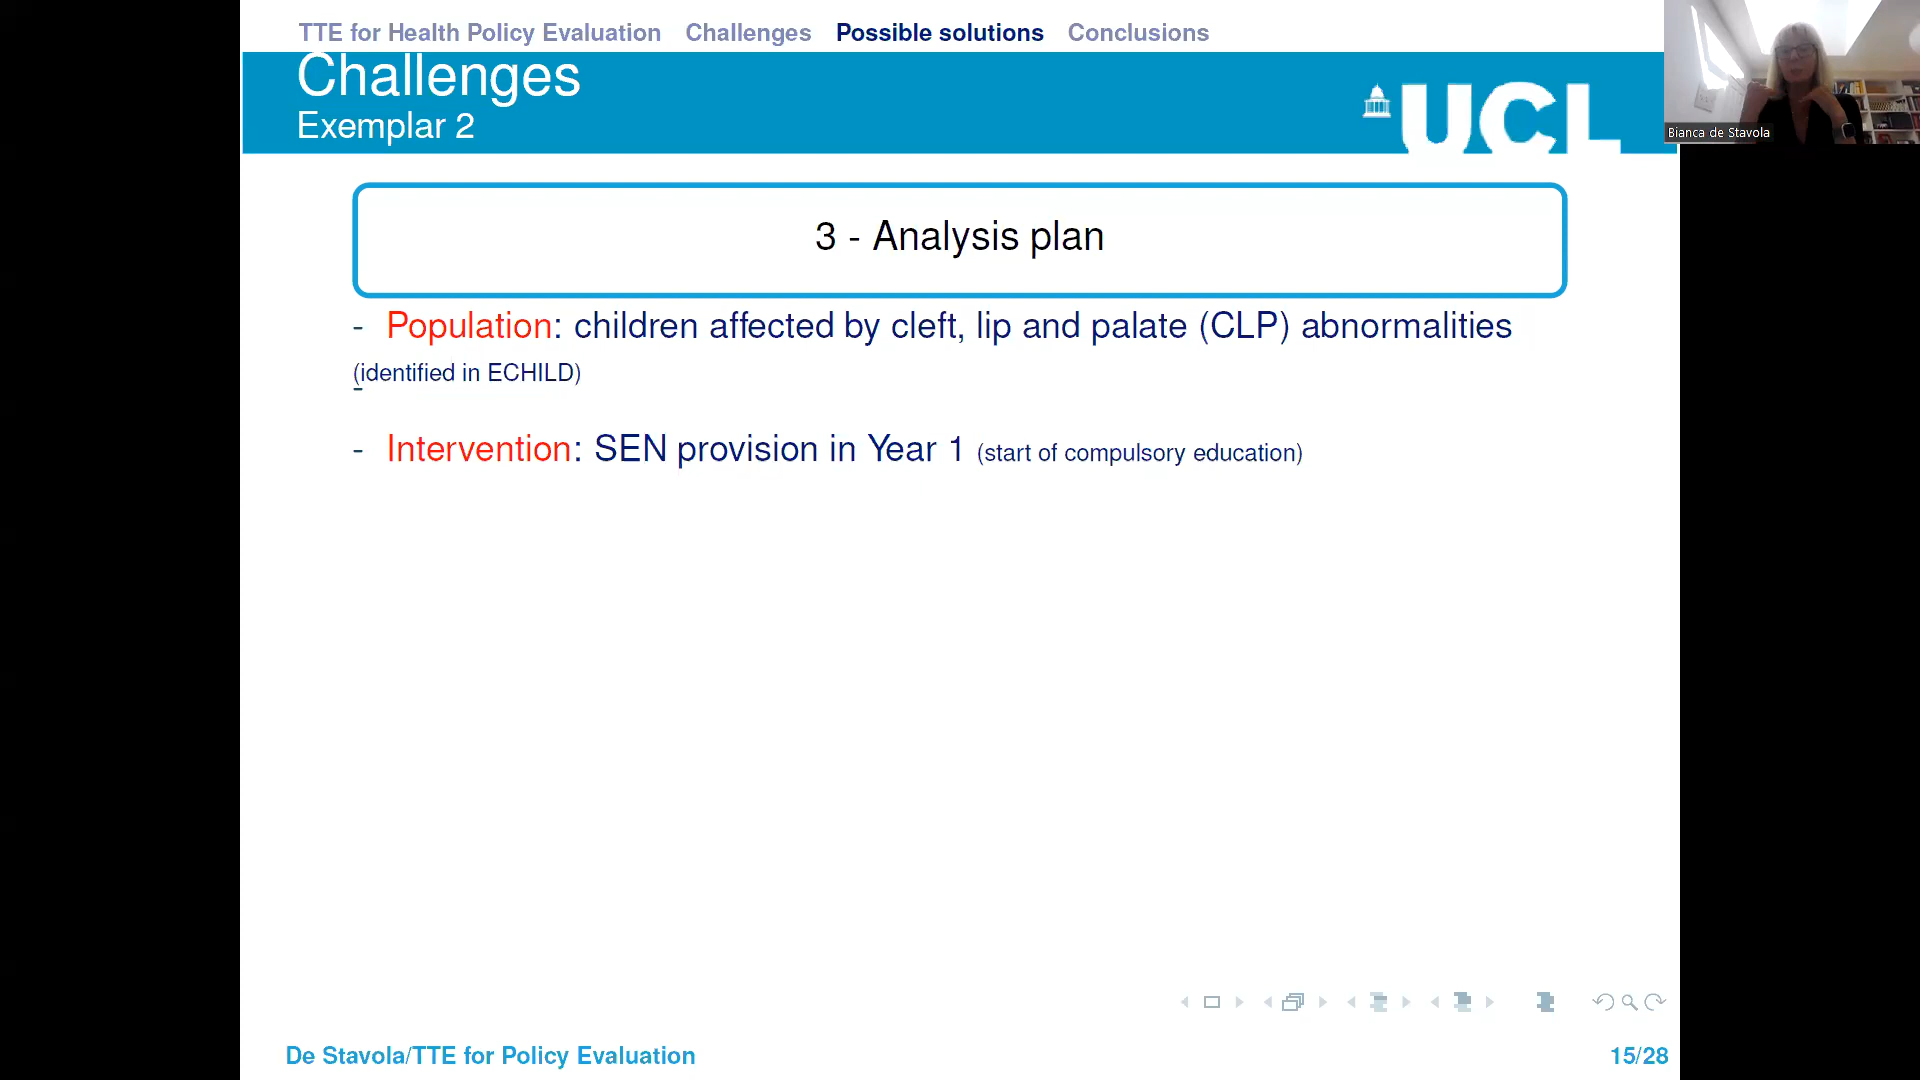 TTE for Health Policy Evaluation Challenges Possible solutions Conclusions
Challenges
Exemplar 2
UCL
Bianca de Stavola
3 - Analysis plan
- Population: children affected by cleft, lip and palate (CLP) abnormalities
(identified in ECHILD)
-
- Intervention: SEN provision in Year 1 (start of compulsory education)
De Stavola/TTE for Policy Evaluation
15/28